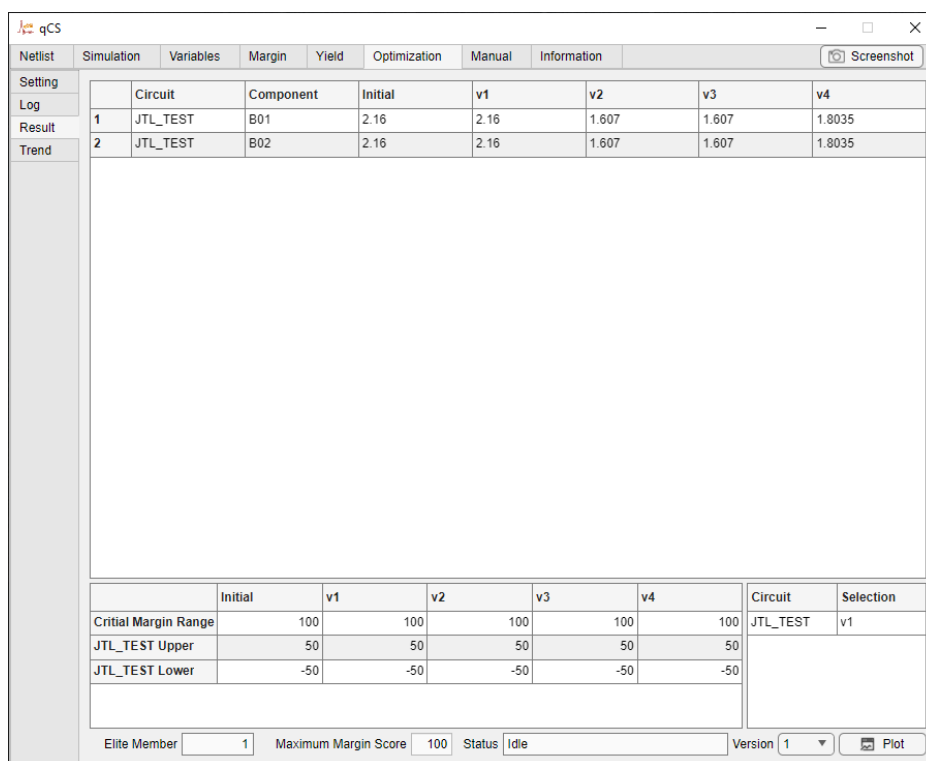 qCS
Netlist Simulation Variables Margin Yield Optimization Manual Information Screenshot
Setting
Log
Result
Trend
Circuit Component Initial v1 v2 v3 v4
1 JTL_TEST B01 2.16 2.16 1.607 1.607 1.8035
2 JTL_TEST B02 2.16 2.16 1.607 1.607 1.8035
Initial v1 v2 v3 v4
Critial Margin Range 100 100 100 100 100
JTL_TEST Upper 50 50 50 50 50
JTL_TEST Lower -50 -50 -50 -50 -50
Circuit Selection
JTL_TEST v1
Elite Member 1 Maximum Margin Score 100 Status Idle Version 1 Plot